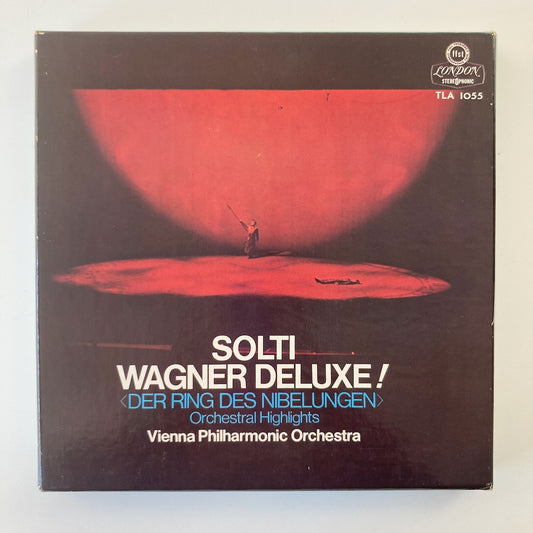 ffss
LONDON
STEREOPHONIC
TLA 1055
SOLTI
WAGNER DELUXE!
〈DER RING DES NIBELUNGEN〉
Orchestral Highlights
Vienna Philharmonic Orchestra